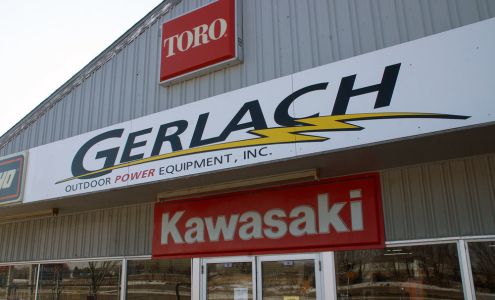 TORO
GERLACH
OUTDOOR POWER EQUIPMENT, INC.
Kawasaki